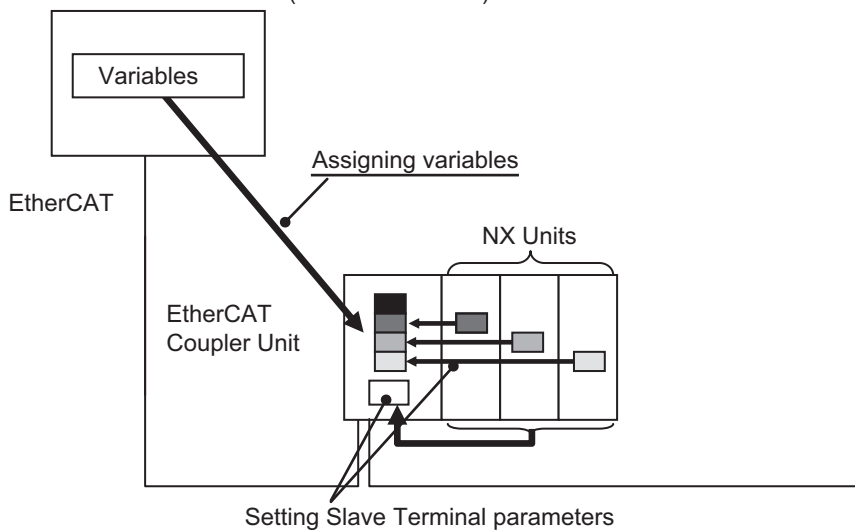 Variables
Assigning variables
EtherCAT
NX Units
EtherCAT
Coupler Unit
Setting Slave Terminal parameters